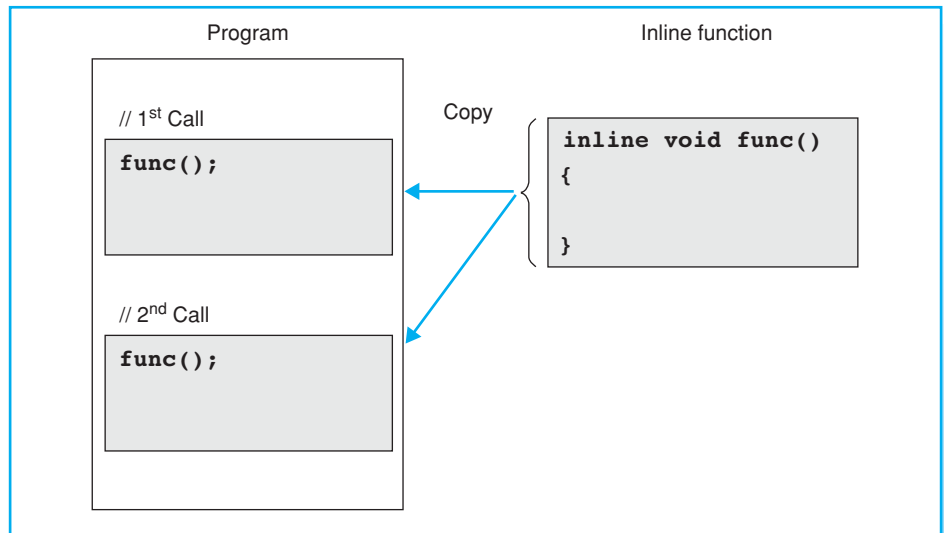 Program
Inline function
// 1st Call
func();
Copy
inline void func()
{
}
// 2nd Call
func();